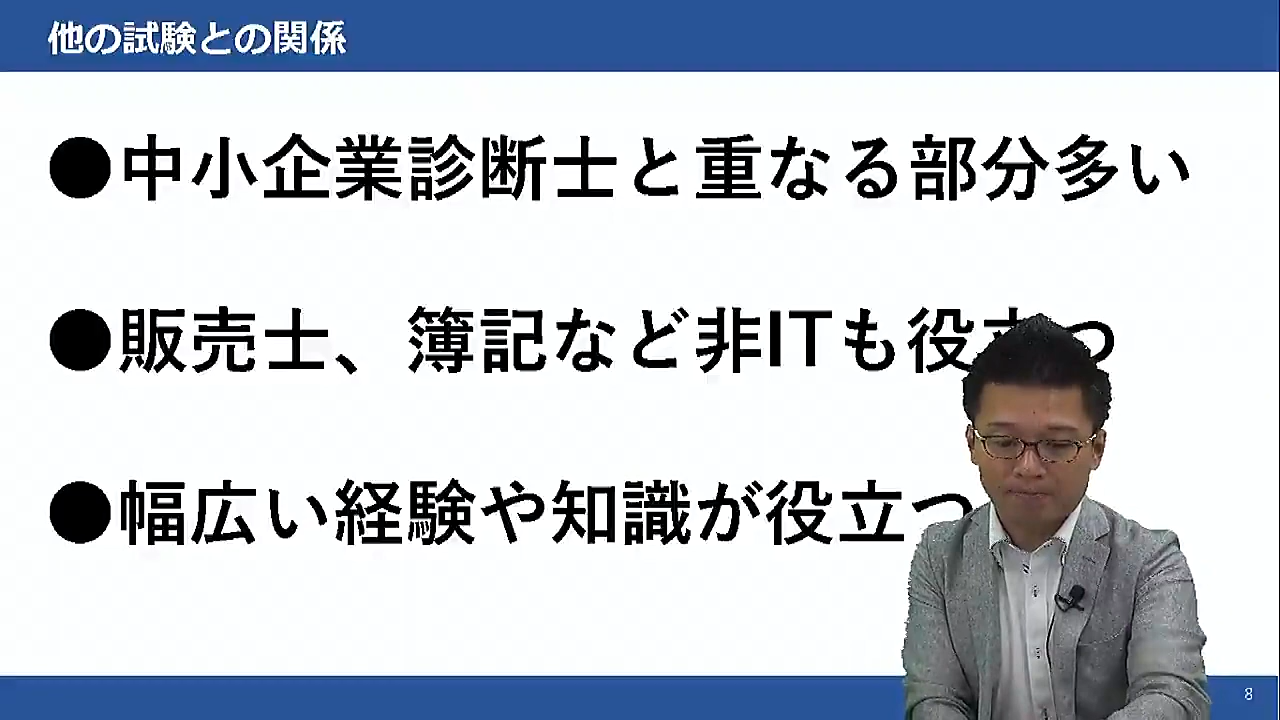 他の試験との関係
●中小企業診断士と重なる部分多い
●販売士、簿記など非ITも役立つ
●幅広い経験や知識が役立つ
8